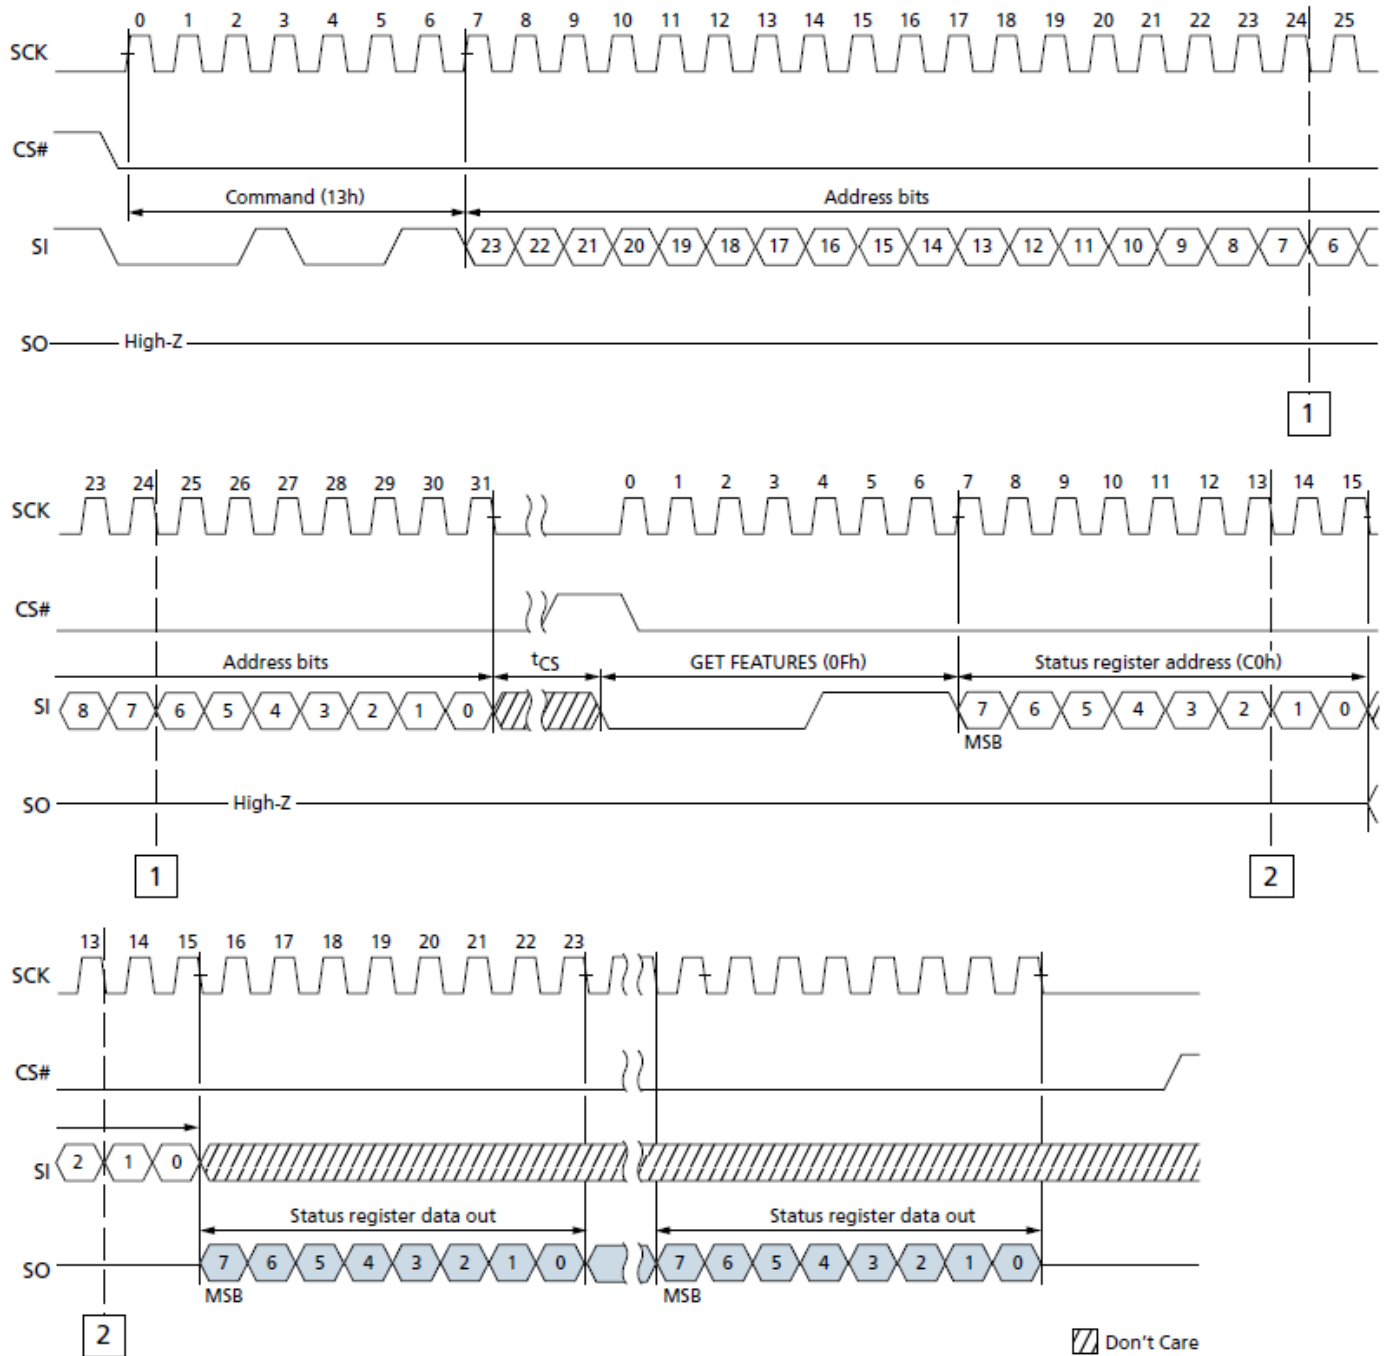 0 1 2 3 4 5 6 7 8 9 10 11 12 13 14 15 16 17 18 19 20 21 22 23 24 25
SCK
CS#
Command (13h) Address bits
SI 23 22 21 20 19 18 17 16 15 14 13 12 11 10 9 8 7 6
SO High-Z
1
23 24 25 26 27 28 29 30 31 0 1 2 3 4 5 6 7 8 9 10 11 12 13 14 15
SCK
CS#
Address bits tCS GET FEATURES (0Fh) Status register address (C0h)
SI 8 7 6 5 4 3 2 1 0 7 6 5 4 3 2 1 0
MSB
SO High-Z
1 2
13 14 15 16 17 18 19 20 21 22 23
SCK
CS#
SI 2 1 0
Status register data out Status register data out
SO 7 6 5 4 3 2 1 0 7 6 5 4 3 2 1 0
MSB MSB
2
Don't Care